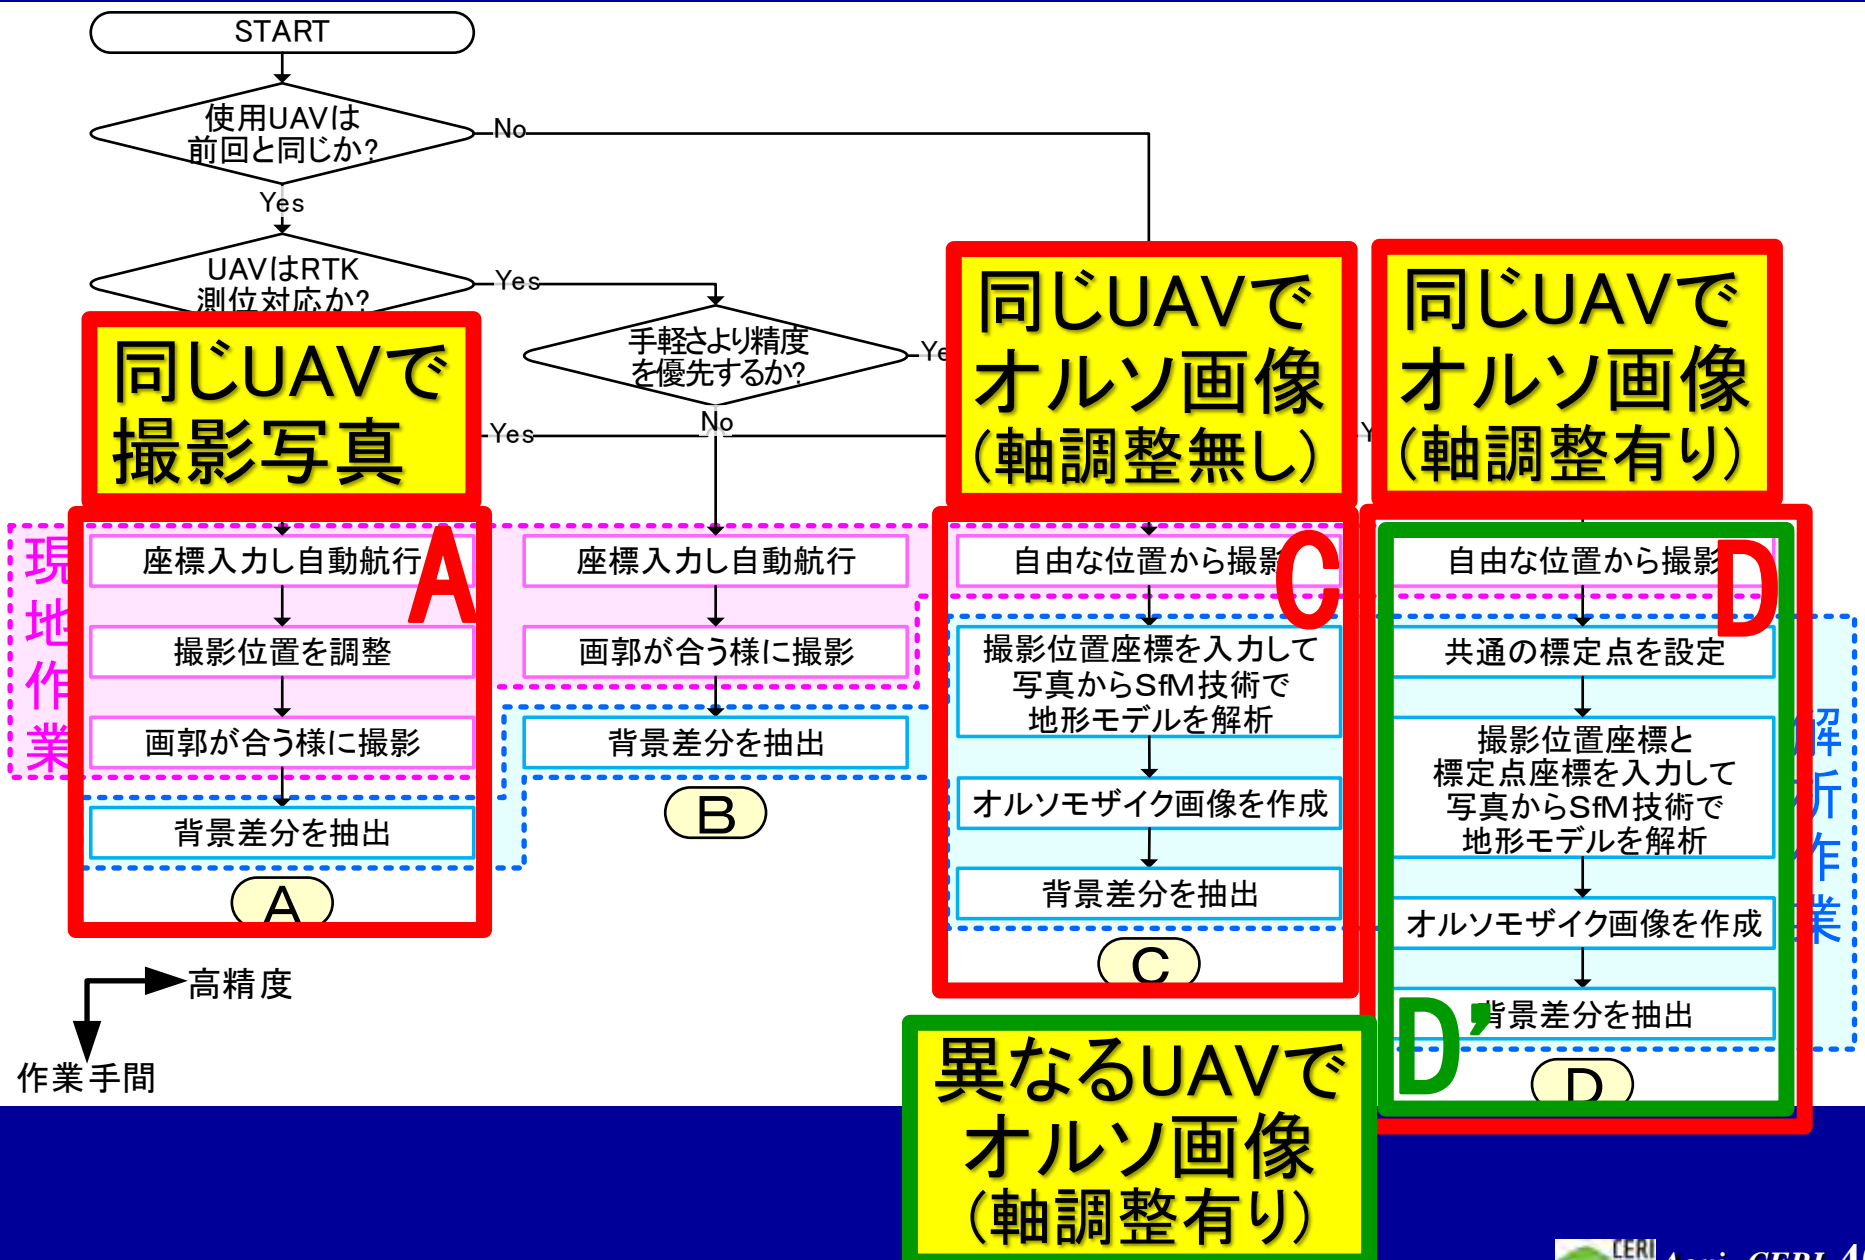 START
使用UAVは
前回と同じか?
No
Yes
UAVはRTK
測位対応か?
Yes
手軽さより精度
を優先するか?
No
Yes
同じUAVで
撮影写真
同じUAVで
オルソ画像
(軸調整無し)
同じUAVで
オルソ画像
(軸調整有り)
現地作業
A
座標入力し自動航行
撮影位置を調整
画郭が合う様に撮影
背景差分を抽出
A
座標入力し自動航行
画郭が合う様に撮影
背景差分を抽出
B
C
自由な位置から撮影
撮影位置座標を入力して
写真からSfM技術で
地形モデルを解析
オルソモザイク画像を作成
背景差分を抽出
C
D
自由な位置から撮影
共通の標定点を設定
撮影位置座標と
標定点座標を入力して
写真からSfM技術で
地形モデルを解析
オルソモザイク画像を作成
背景差分を抽出
D'
D
解析作業
高精度
作業手間
異なるUAVで
オルソ画像
(軸調整有り)
CERI